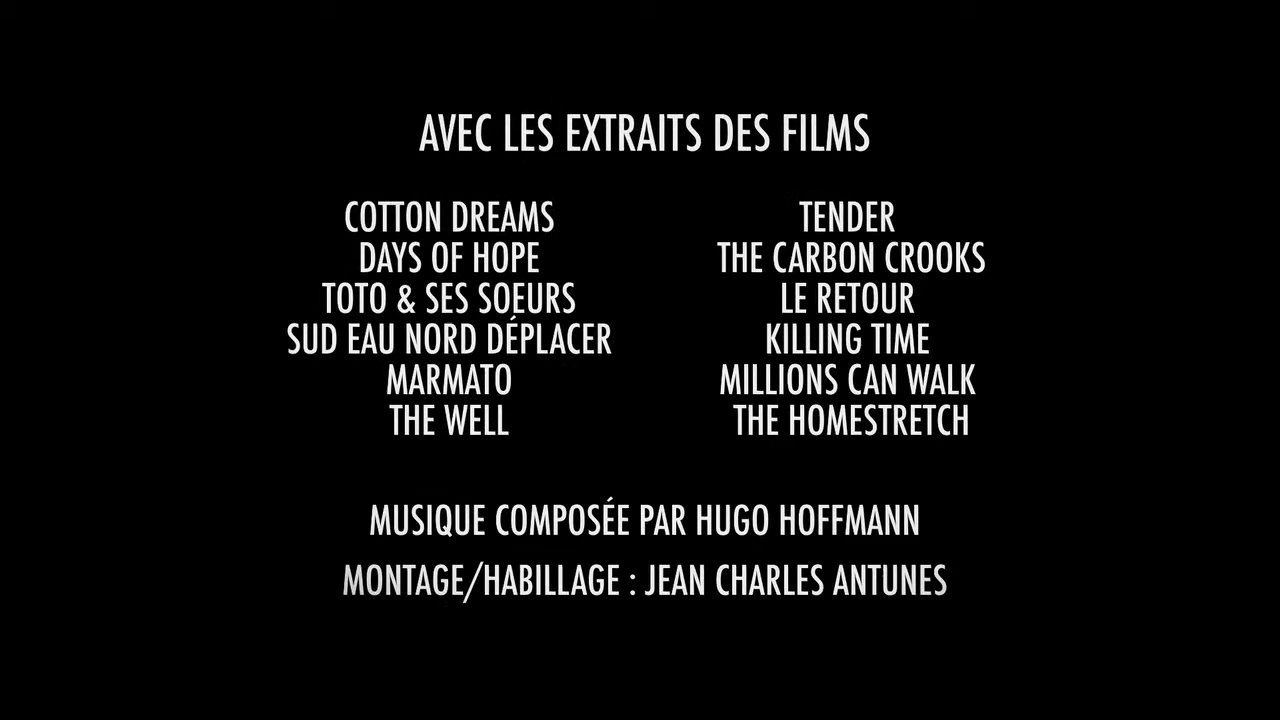 AVEC LES EXTRAITS DES FILMS
COTTON DREAMS
DAYS OF HOPE
TOTO & SES SOEURS
SUD EAU NORD DÉPLACER
MARMATO
THE WELL
TENDER
THE CARBON CROOKS
LE RETOUR
KILLING TIME
MILLIONS CAN WALK
THE HOMESTRETCH
MUSIQUE COMPOSÉE PAR HUGO HOFFMANN
MONTAGE/HABILLAGE : JEAN CHARLES ANTUNES